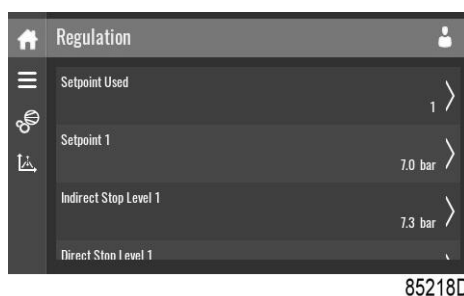 Regulation
Setpoint Used
1
Setpoint 1
7.0 bar
Indirect Stop Level 1
7.3 bar
Direct Stop Level 1
85218D